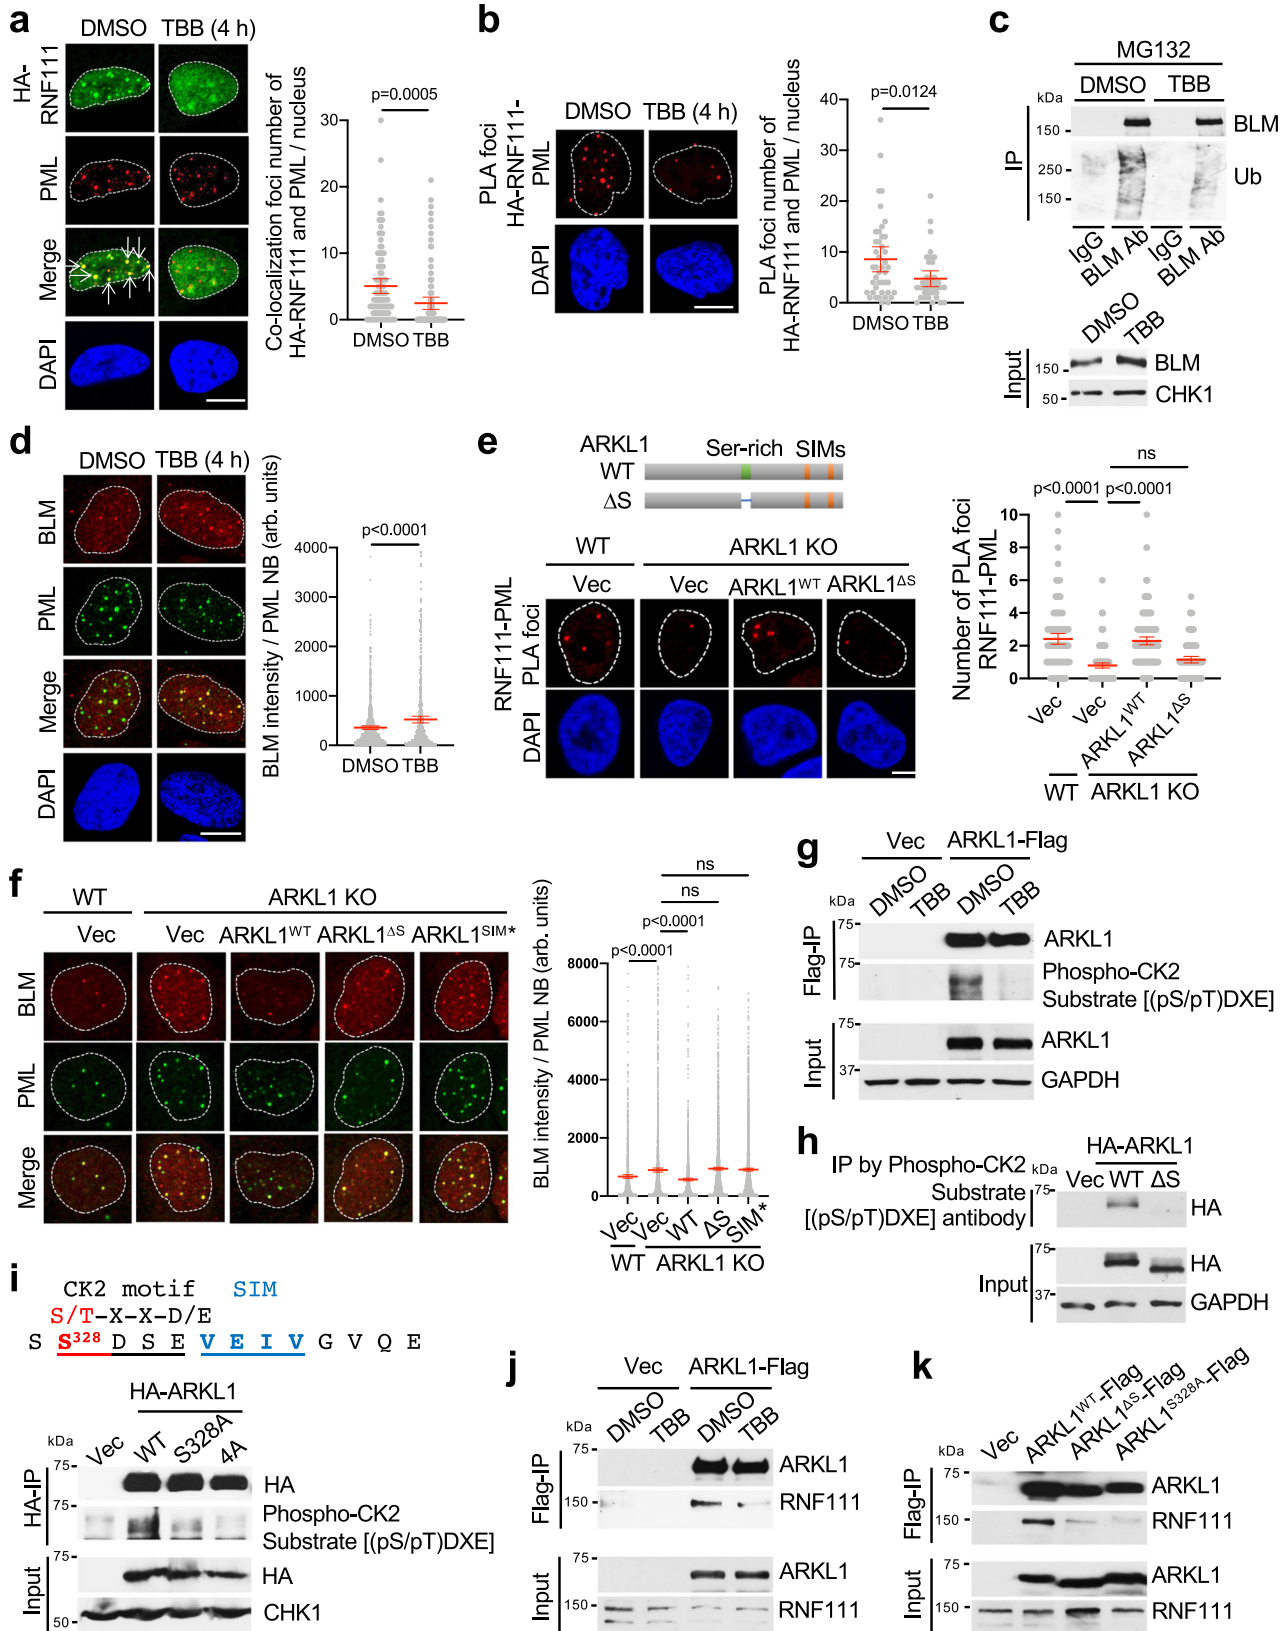 a
DMSO TBB (4 h)
HA-
RNF111
PML
Merge
DAPI
Co-localization foci number of
HA-RNF111 and PML / nucleus
p=0.0005
30
20
10
0
DMSO TBB
b
DMSO TBB (4 h)
PLA foci
HA-RNF111-
PML
DAPI
PLA foci number of
HA-RNF111 and PML / nucleus
p=0.0124
40
30
20
10
0
DMSO TBB
c
MG132
kDa DMSO TBB
IP
150
BLM
250
150
Ub
IgG
BLM Ab
IgG
BLM Ab
DMSO
TBB
Input
150
BLM
50
CHK1
d
DMSO TBB (4 h)
BLM
PML
Merge
DAPI
BLM intensity / PML NB (arb. units)
p<0.0001
4000
3000
2000
1000
0
DMSO TBB
e
ARKL1 Ser-rich SIMs
WT
ΔS
WT ARKL1 KO
Vec Vec ARKL1WT ARKL1ΔS
RNF111-PML
PLA foci
DAPI
Number of PLA foci
RNF111-PML
ns
p<0.0001 p<0.0001
10
8
6
4
2
0
Vec
Vec
ARKL1WT
ARKL1ΔS
WT ARKL1 KO
f
WT ARKL1 KO
Vec Vec ARKL1WT ARKL1ΔS ARKL1SIM*
BLM
PML
Merge
BLM intensity / PML NB (arb. units)
ns
ns
p<0.0001
p<0.0001
8000
6000
4000
2000
0
Vec
Vec
WT
ΔS
SIM*
WT ARKL1 KO
g
Vec ARKL1-Flag
kDa
DMSO
TBB
DMSO
TBB
Flag-IP
75
ARKL1
75
Phospho-CK2
Substrate [(pS/pT)DXE]
Input
75
ARKL1
37
GAPDH
h
HA-ARKL1
IP by Phospho-CK2
Substrate
[(pS/pT)DXE] antibody
kDa
Vec WT ΔS
75
HA
Input
75
HA
37
GAPDH
i
CK2 motif SIM
S/T-X-X-D/E
S S328 D S E V E I V G V Q E
HA-ARKL1
kDa
Vec
WT
S328A
4A
HA-IP
75
HA
75
Phospho-CK2
Substrate [(pS/pT)DXE]
Input
75
HA
50
CHK1
j
Vec ARKL1-Flag
kDa
DMSO
TBB
DMSO
TBB
Flag-IP
75
ARKL1
150
RNF111
Input
75
ARKL1
150
RNF111
k
kDa
Vec
ARKL1WT-Flag
ARKL1ΔS-Flag
ARKL1S328A-Flag
Flag-IP
75
ARKL1
150
RNF111
Input
75
ARKL1
150
RNF111